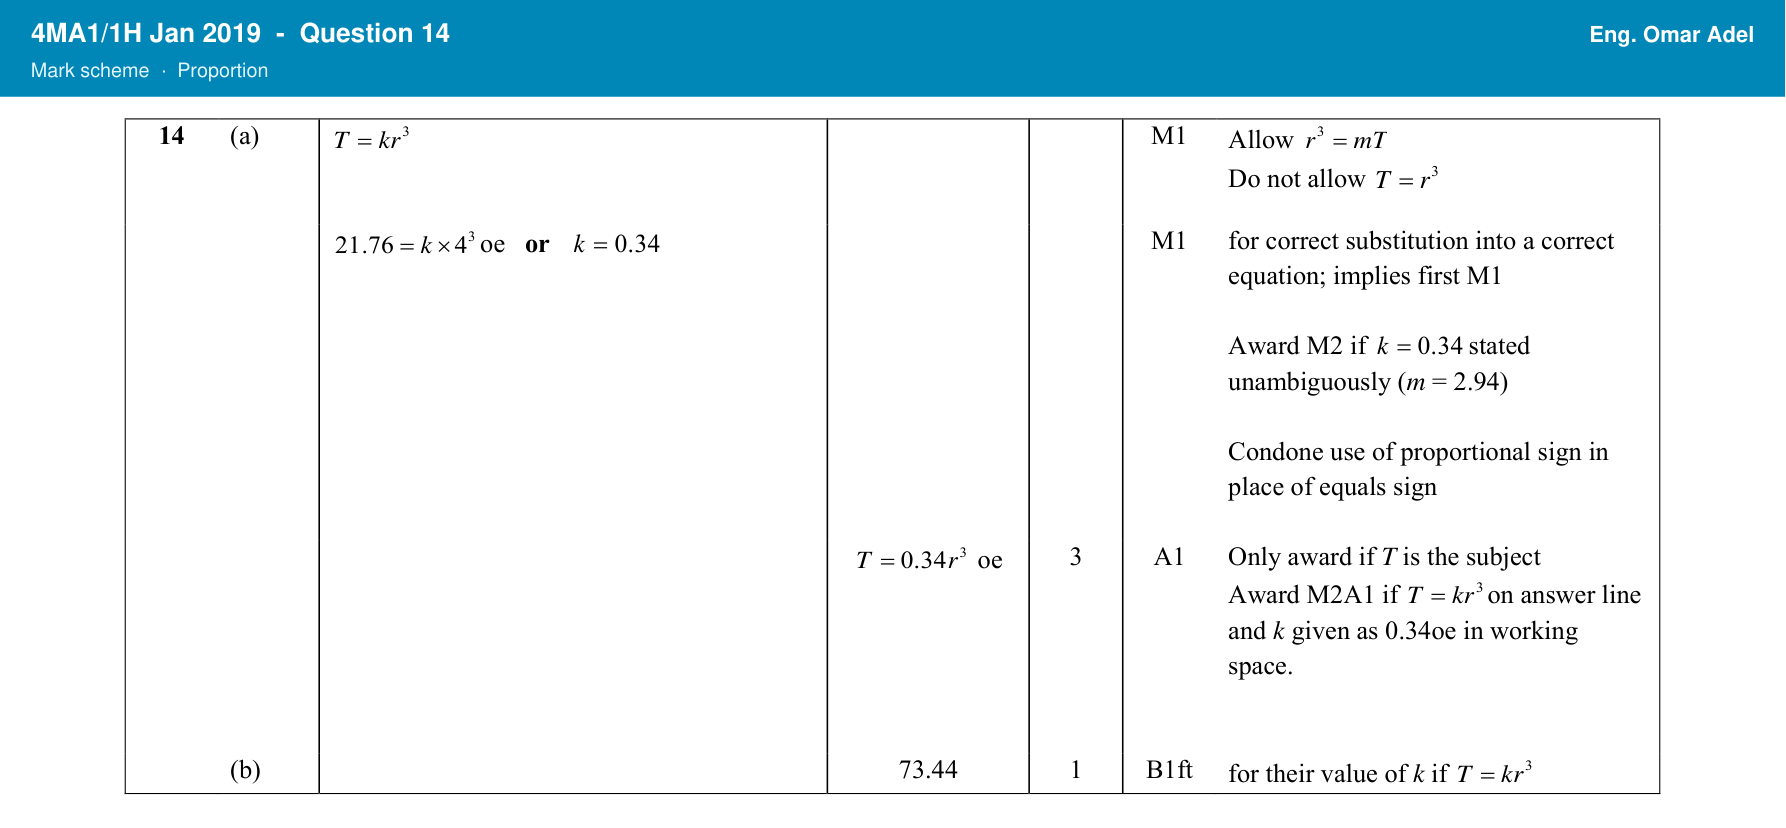 4MA1/1H Jan 2019 - Question 14
Eng. Omar Adel
Mark scheme · Proportion
14 (a) T = kr³ M1 Allow r³ = mT
Do not allow T = r³
21.76 = k × 4³ oe or k = 0.34 M1 for correct substitution into a correct
equation; implies first M1
Award M2 if k = 0.34 stated
unambiguously (m = 2.94)
Condone use of proportional sign in
place of equals sign
T = 0.34r³ oe 3 A1 Only award if T is the subject
Award M2A1 if T = kr³ on answer line
and k given as 0.34oe in working
space.
(b) 73.44 1 B1ft for their value of k if T = kr³